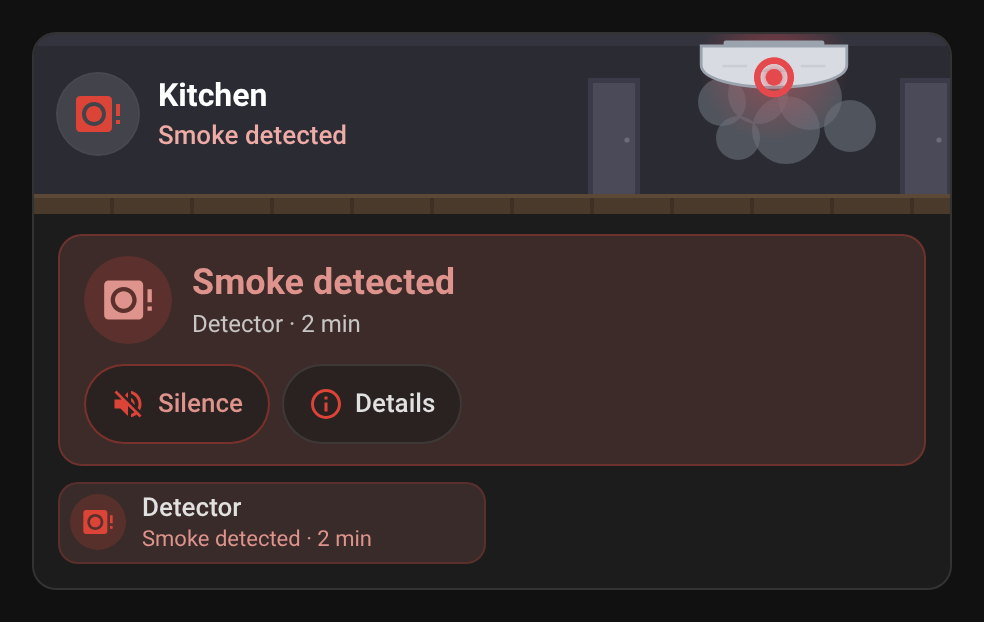 Kitchen
Smoke detected
Smoke detected
Detector · 2 min
Silence
Details
Detector
Smoke detected · 2 min